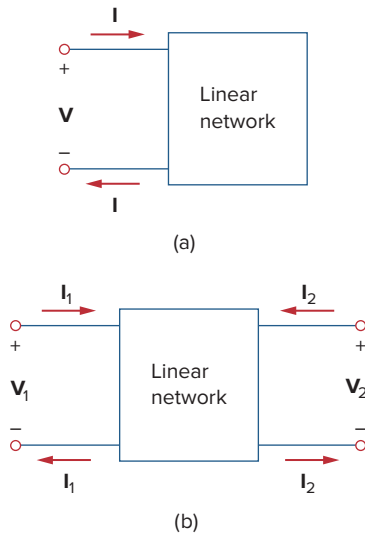 I
+
V
Linear
network
–
I
(a)
I1 I2
+ +
V1 Linear V2
network
– –
I1 I2
(b)